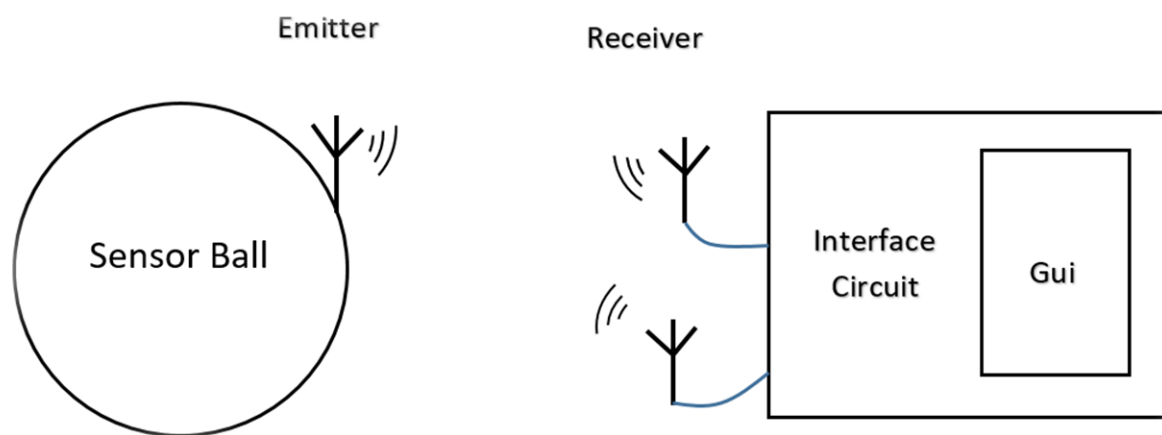 Emitter
Receiver
Sensor Ball
Interface
Circuit
Gui